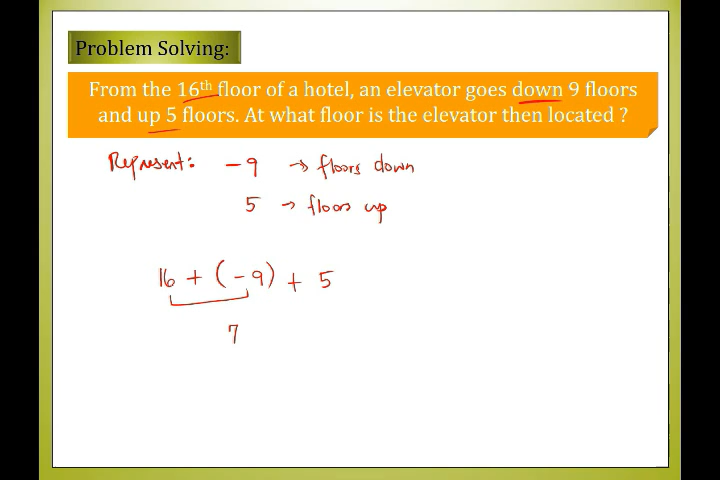 Problem Solving:
From the 16th floor of a hotel, an elevator goes down 9 floors
and up 5 floors. At what floor is the elevator then located ?
Represent: -9 → floors down
5 → floors up
16 + (-9) + 5
7